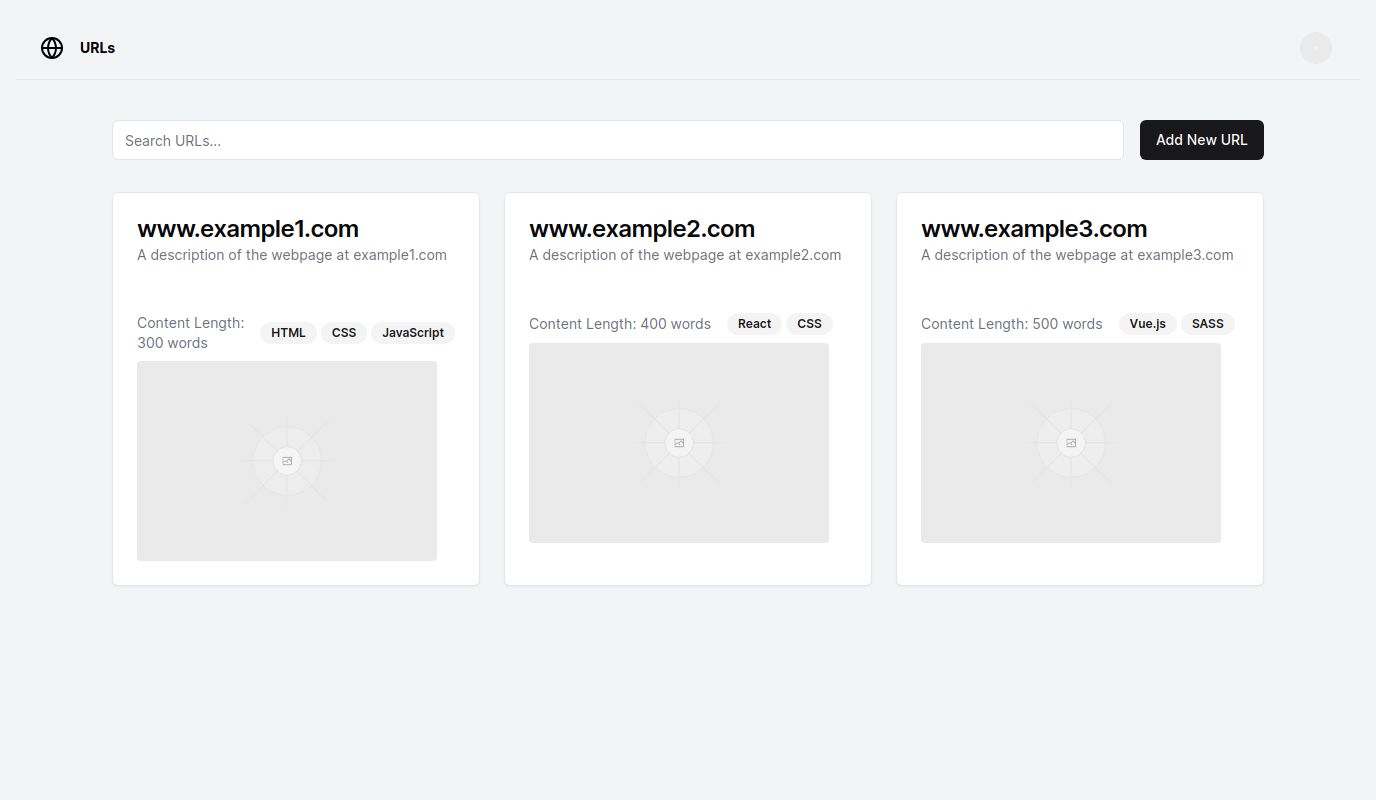 URLs
Search URLs...
Add New URL
www.example1.com
A description of the webpage at example1.com
Content Length:
300 words
HTML
CSS
JavaScript
www.example2.com
A description of the webpage at example2.com
Content Length: 400 words
React
CSS
www.example3.com
A description of the webpage at example3.com
Content Length: 500 words
Vue.js
SASS